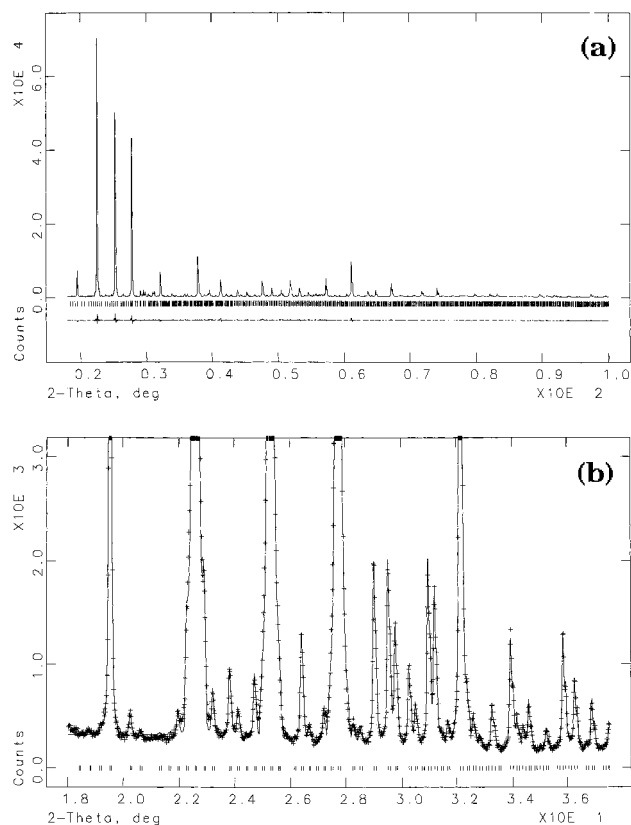 (a)
X10E 4
6.0
4.0
2.0
0.0
Counts
0.2 0.3 0.4 0.5 0.6 0.7 0.8 0.9 1.0
2-Theta, deg X10E 2
(b)
X10E 3
3.0
2.0
1.0
0.0
Counts
1.8 2.0 2.2 2.4 2.6 2.8 3.0 3.2 3.4 3.6
2-Theta, deg X10E 1